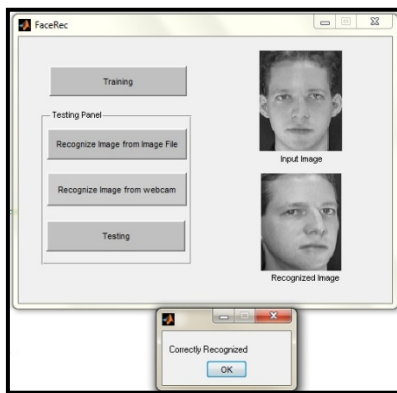 FaceRec
Training
Testing Panel
Recognize Image from Image File
Recognize Image from webcam
Testing
Input Image
Recognized Image
Correctly Recognized
OK